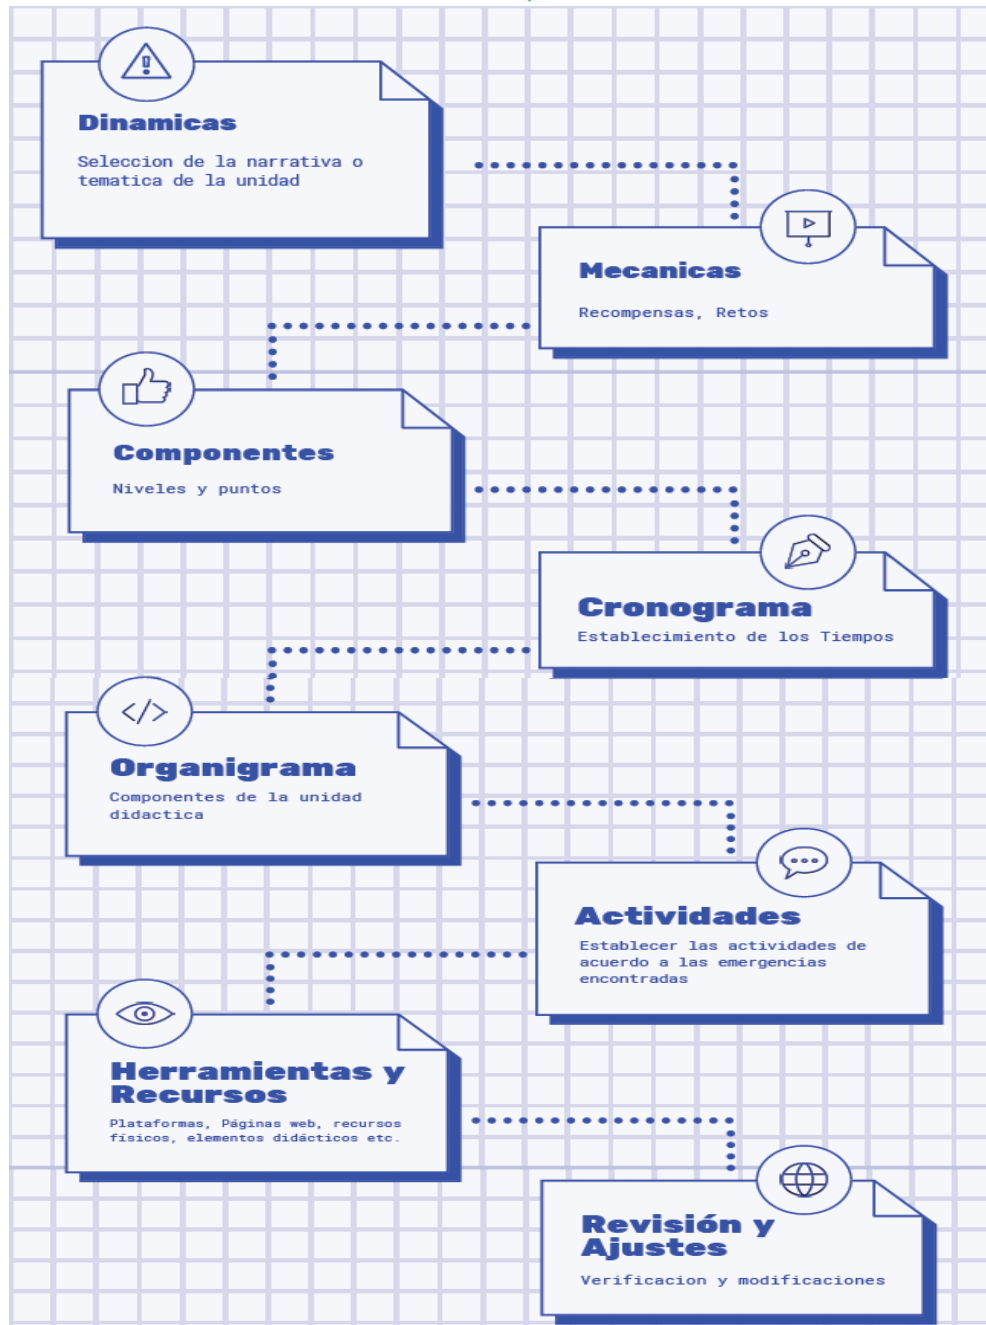 Dinamicas
Seleccion de la narrativa o
tematica de la unidad
Mecanicas
Recompensas, Retos
Componentes
Niveles y puntos
Cronograma
Establecimiento de los Tiempos
Organigrama
Componentes de la unidad
didactica
Actividades
Establecer las actividades de
acuerdo a las emergencias
encontradas
Herramientas y
Recursos
Plataformas, Páginas web, recursos
físicos, elementos didácticos etc.
Revisión y
Ajustes
Verificacion y modificaciones